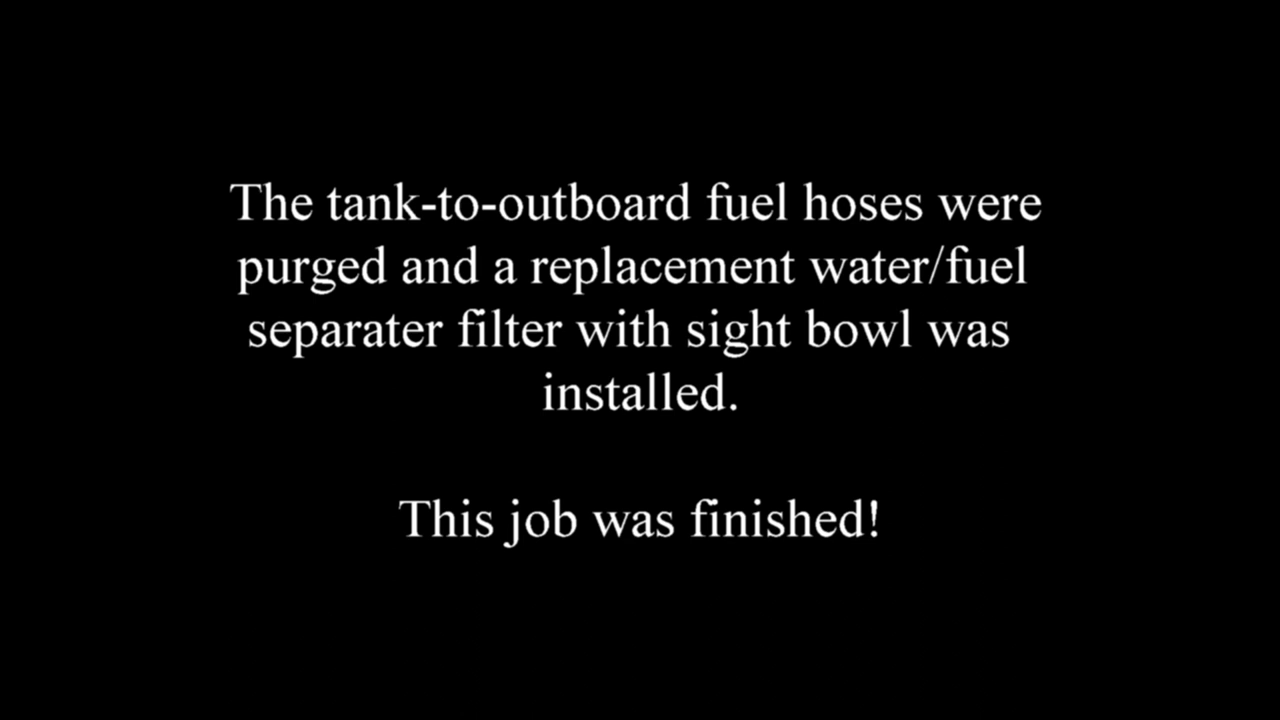 The tank-to-outboard fuel hoses were
purged and a replacement water/fuel
separater filter with sight bowl was
installed.
This job was finished!